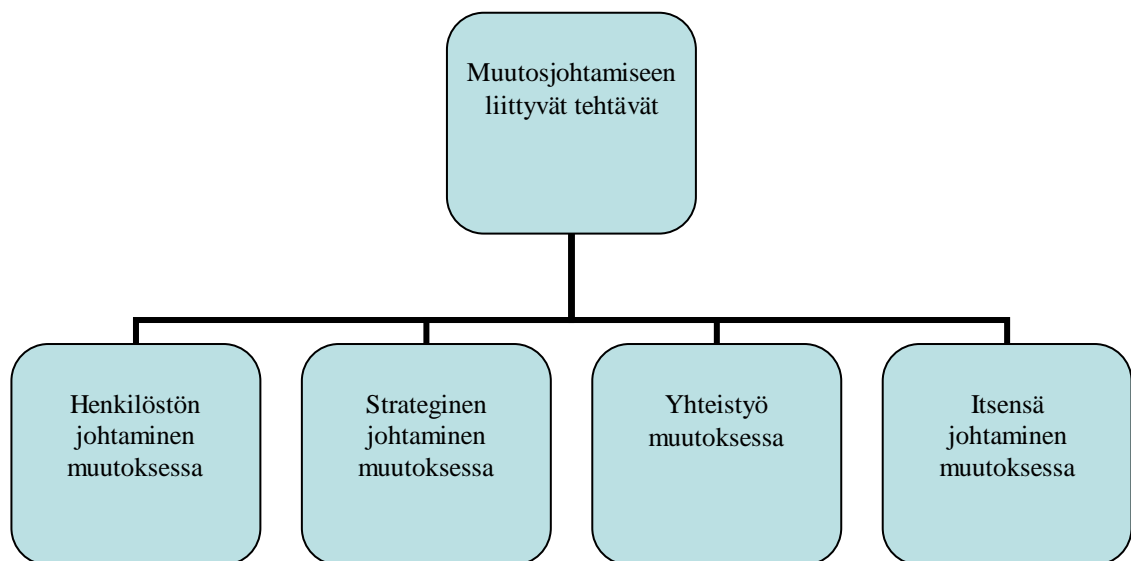 Muutosjohtamiseen
liittyvät tehtävät
Henkilöstön
johtaminen
muutoksessa
Strateginen
johtaminen
muutoksessa
Yhteistyö
muutoksessa
Itsensä
johtaminen
muutoksessa